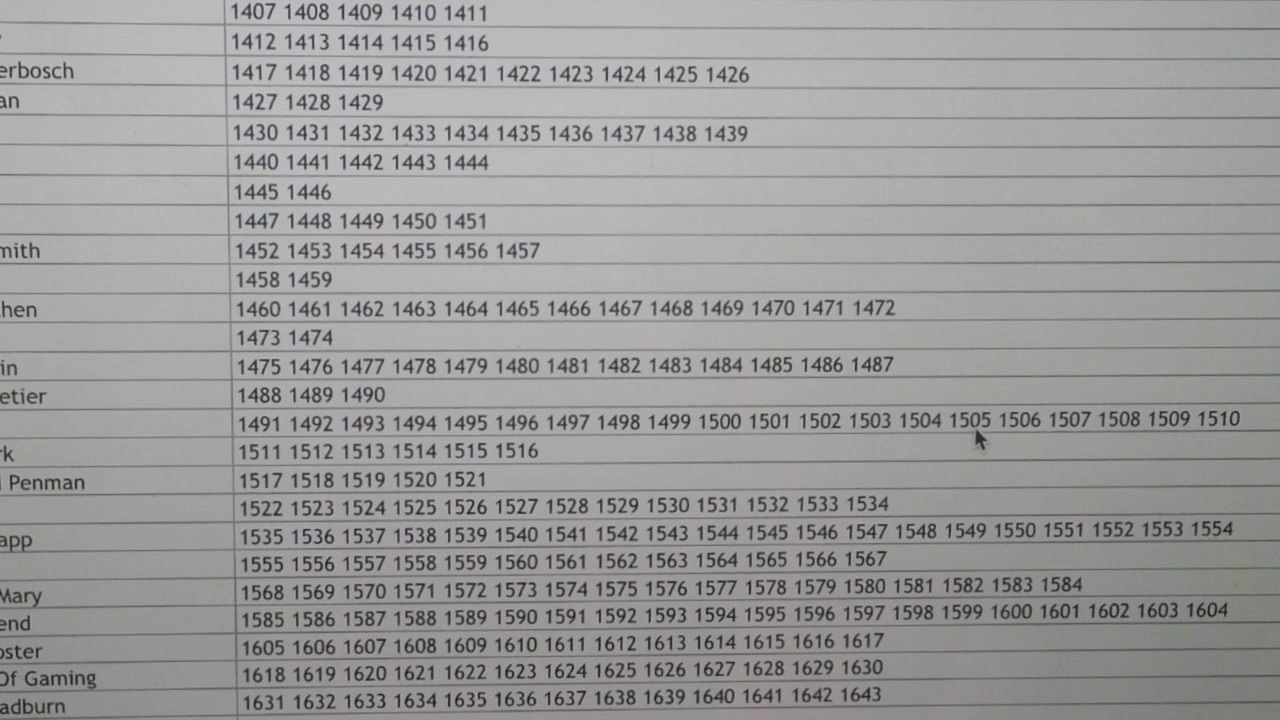 1407 1408 1409 1410 1411
1412 1413 1414 1415 1416
erbosch 1417 1418 1419 1420 1421 1422 1423 1424 1425 1426
an 1427 1428 1429
1430 1431 1432 1433 1434 1435 1436 1437 1438 1439
1440 1441 1442 1443 1444
1445 1446
1447 1448 1449 1450 1451
mith 1452 1453 1454 1455 1456 1457
1458 1459
hen 1460 1461 1462 1463 1464 1465 1466 1467 1468 1469 1470 1471 1472
1473 1474
in 1475 1476 1477 1478 1479 1480 1481 1482 1483 1484 1485 1486 1487
etier 1488 1489 1490
1491 1492 1493 1494 1495 1496 1497 1498 1499 1500 1501 1502 1503 1504 1505 1506 1507 1508 1509 1510
rk 1511 1512 1513 1514 1515 1516
Penman 1517 1518 1519 1520 1521
1522 1523 1524 1525 1526 1527 1528 1529 1530 1531 1532 1533 1534
app 1535 1536 1537 1538 1539 1540 1541 1542 1543 1544 1545 1546 1547 1548 1549 1550 1551 1552 1553 1554
1555 1556 1557 1558 1559 1560 1561 1562 1563 1564 1565 1566 1567
Mary 1568 1569 1570 1571 1572 1573 1574 1575 1576 1577 1578 1579 1580 1581 1582 1583 1584
end 1585 1586 1587 1588 1589 1590 1591 1592 1593 1594 1595 1596 1597 1598 1599 1600 1601 1602 1603 1604
oster 1605 1606 1607 1608 1609 1610 1611 1612 1613 1614 1615 1616 1617
Of Gaming 1618 1619 1620 1621 1622 1623 1624 1625 1626 1627 1628 1629 1630
adburn 1631 1632 1633 1634 1635 1636 1637 1638 1639 1640 1641 1642 1643